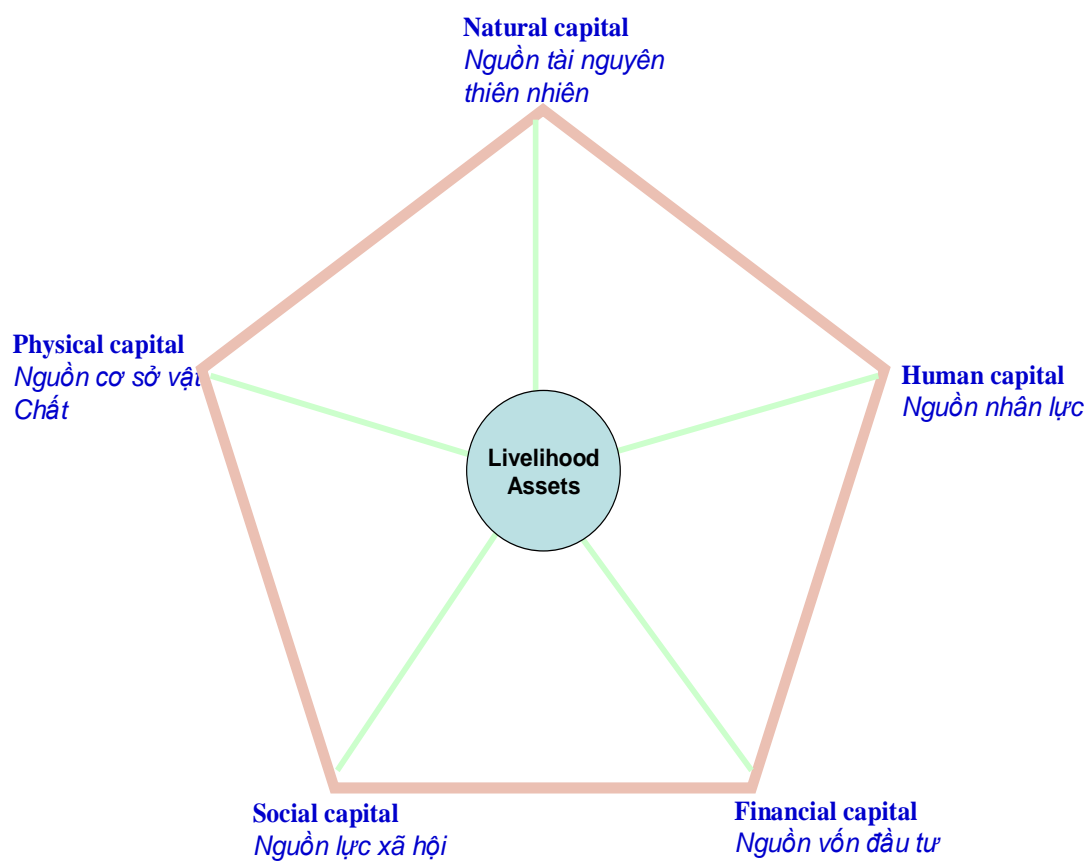 Natural capital
Nguồn tài nguyên
thiên nhiên
Physical capital
Nguồn cơ sở vật
Chất
Human capital
Nguồn nhân lực
Livelihood
Assets
Social capital
Nguồn lực xã hội
Financial capital
Nguồn vốn đầu tư